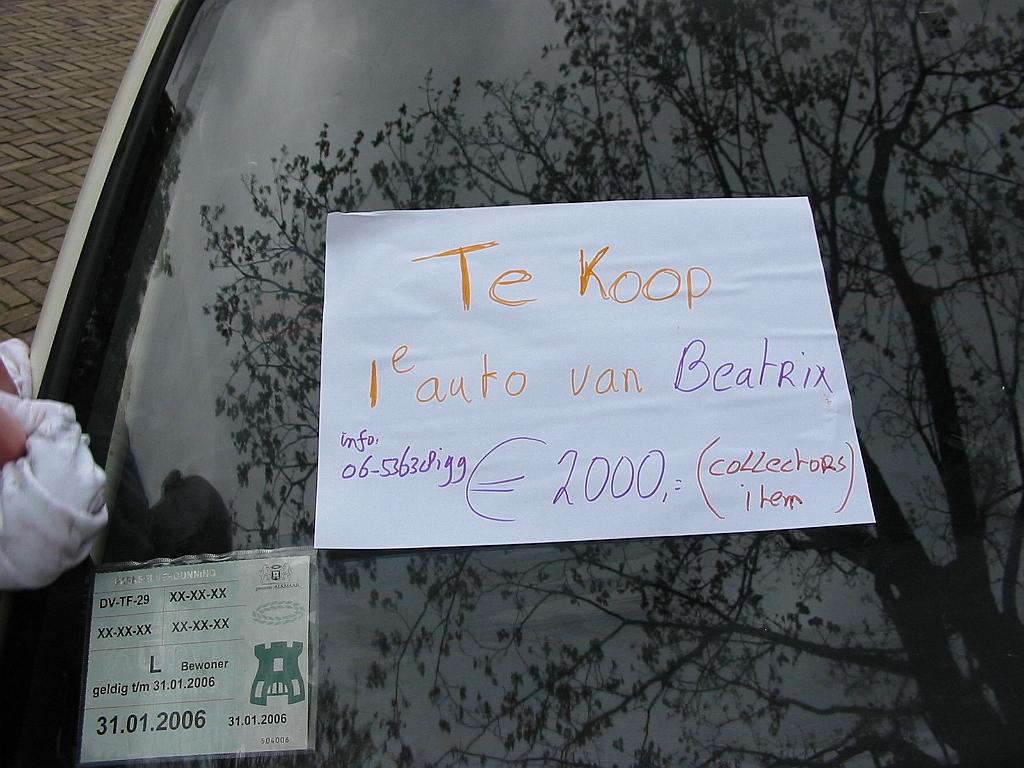 Te Koop
1e auto van Beatrix
info.
€ 2000,= (collectors
item)
DV-TF-29 XX-XX-XX
XX-XX-XX XX-XX-XX
L Bewoner
geldig t/m 31.01.2006
31.01.2006 31.01.2006
504006